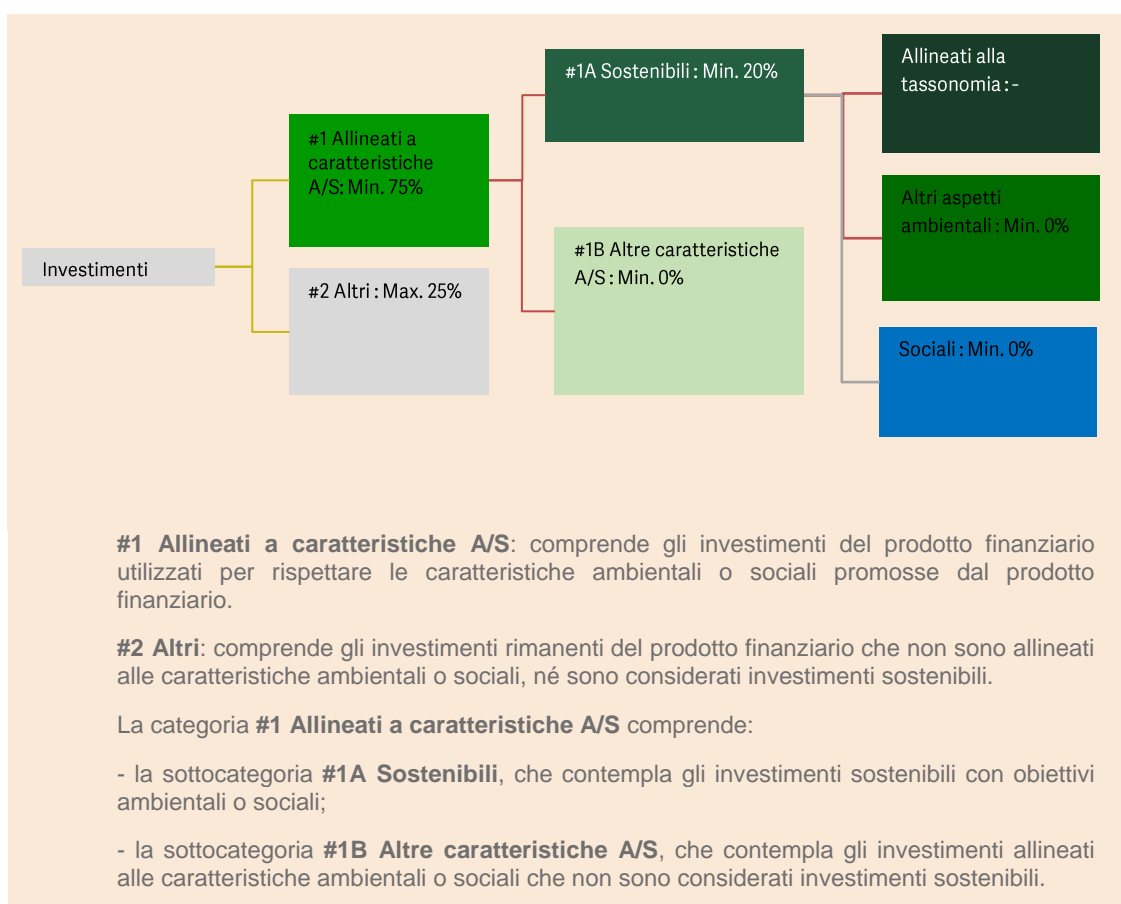 Investimenti
#1 Allineati a
caratteristiche
A/S: Min. 75%
#2 Altri : Max. 25%
#1A Sostenibili : Min. 20%
#1B Altre caratteristiche
A/S : Min. 0%
Allineati alla
tassonomia : -
Altri aspetti
ambientali : Min. 0%
Sociali : Min. 0%
#1 Allineati a caratteristiche A/S: comprende gli investimenti del prodotto finanziario
utilizzati per rispettare le caratteristiche ambientali o sociali promosse dal prodotto
finanziario.
#2 Altri: comprende gli investimenti rimanenti del prodotto finanziario che non sono allineati
alle caratteristiche ambientali o sociali, né sono considerati investimenti sostenibili.
La categoria #1 Allineati a caratteristiche A/S comprende:
- la sottocategoria #1A Sostenibili, che contempla gli investimenti sostenibili con obiettivi
ambientali o sociali;
- la sottocategoria #1B Altre caratteristiche A/S, che contempla gli investimenti allineati
alle caratteristiche ambientali o sociali che non sono considerati investimenti sostenibili.